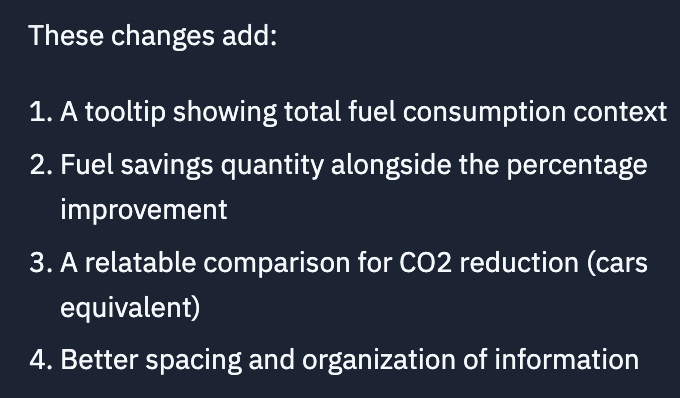 These changes add:
1. A tooltip showing total fuel consumption context
2. Fuel savings quantity alongside the percentage
improvement
3. A relatable comparison for CO2 reduction (cars
equivalent)
4. Better spacing and organization of information